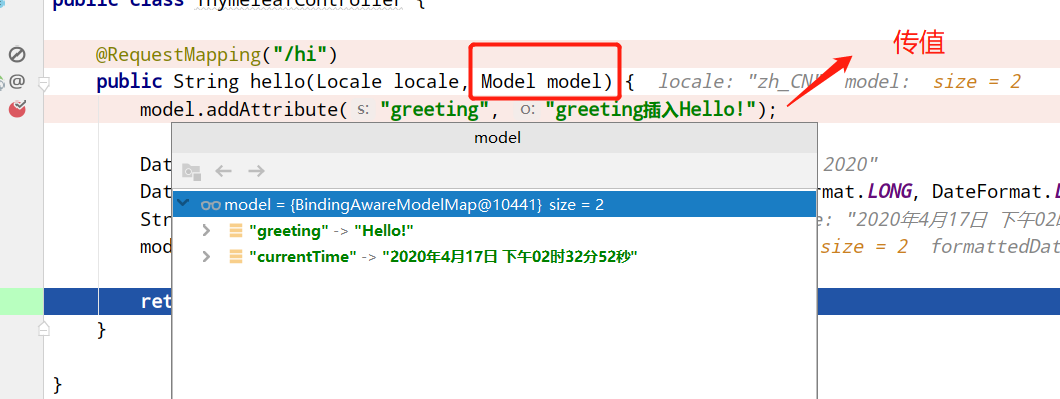 public class ThymeleafController {
@RequestMapping("/hi")
传值
public String hello(Locale locale, Model model) { locale: "zh_CN" model: size = 2
model.addAttribute( s: "greeting", o: "greeting插入Hello!");
model
Dat 2020"
Dat mat.LONG, DateFormat.L
Str e: "2020年4月17日 下午02时
mod size = 2 formattedDat
model = {BindingAwareModelMap@10441} size = 2
"greeting" -> "Hello!"
"currentTime" -> "2020年4月17日 下午02时32分52秒"
ret
}
}